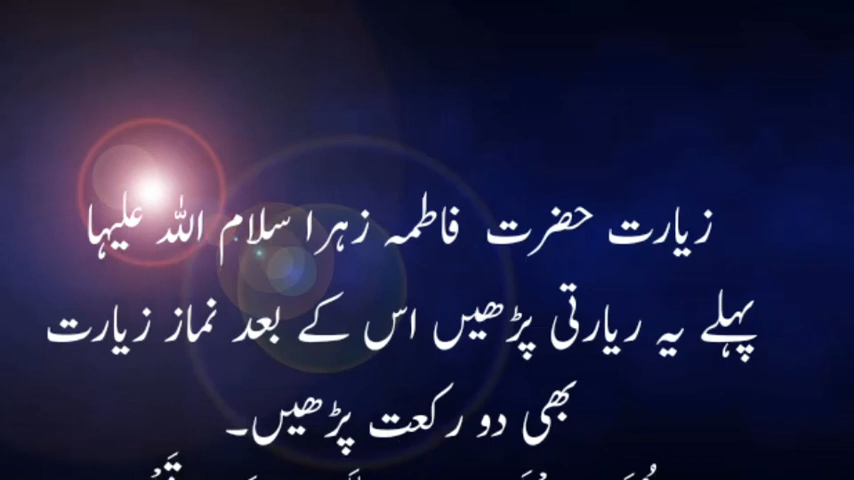 زیارت حضرت فاطمہ زہرا سلام اللہ علیہا
پہلے یہ ریارتی پڑھیں اس کے بعد نماز زیارت
بھی دو رکعت پڑھیں۔